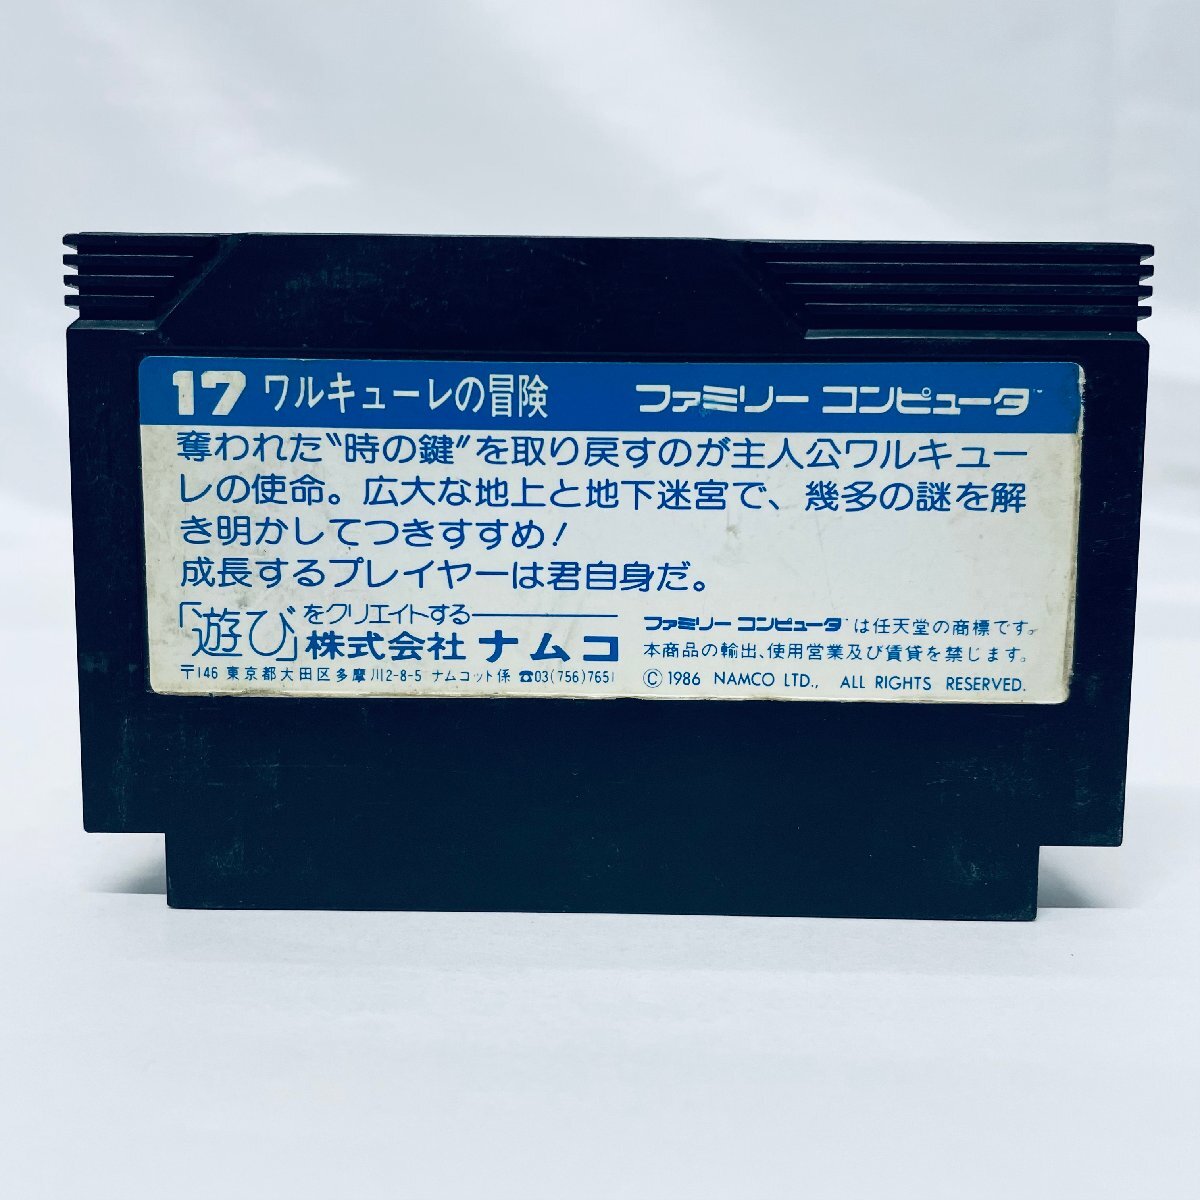 17 ワルキューレの冒険 ファミリー コンピュータ™
奪われた〝時の鍵〟を取り戻すのが主人公ワルキュー
レの使命。広大な地上と地下迷宮で、幾多の謎を解
き明かしてつきすすめ！
成長するプレイヤーは君自身だ。
「遊び」をクリエイトする
株式会社 ナムコ
〒146 東京都大田区多摩川2-8-5 ナムコット係 ☎03(756)7651
ファミリー コンピュータ™は任天堂の商標です。
本商品の輸出、使用営業及び賃貸を禁じます。
© 1986 NAMCO LTD., ALL RIGHTS RESERVED.